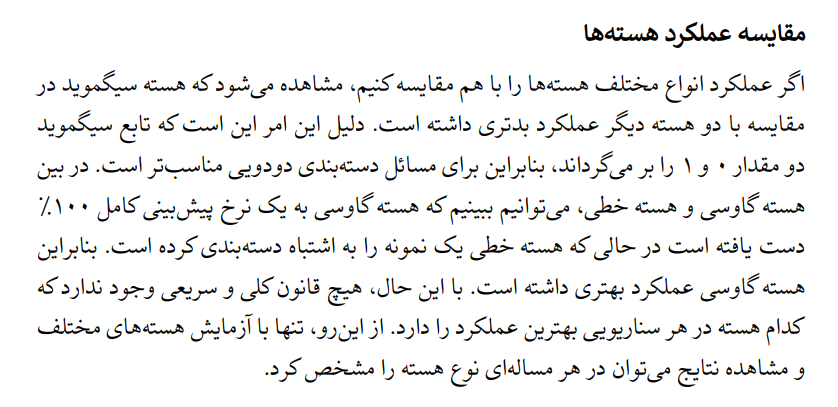 مقایسه عملکرد هسته‌ها
اگر عملکرد انواع مختلف هسته‌ها را با هم مقایسه کنیم، مشاهده می‌شود که هسته سیگموید در
مقایسه با دو هسته دیگر عملکرد بدتری داشته است. دلیل این امر این است که تابع سیگموید
دو مقدار ۰ و ۱ را بر می‌گرداند، بنابراین برای مسائل دسته‌بندی دودویی مناسب‌تر است. در بین
هسته گاوسی و هسته خطی، می‌توانیم ببینیم که هسته گاوسی به یک نرخ پیش‌بینی کامل ۱۰۰٪
دست یافته است در حالی که هسته خطی یک نمونه را به اشتباه دسته‌بندی کرده است. بنابراین
هسته گاوسی عملکرد بهتری داشته است. با این حال، هیچ قانون کلی و سریعی وجود ندارد که
کدام هسته در هر سناریویی بهترین عملکرد را دارد. از این‌رو، تنها با آزمایش هسته‌های مختلف
و مشاهده نتایج می‌توان در هر مساله‌ای نوع هسته را مشخص کرد.